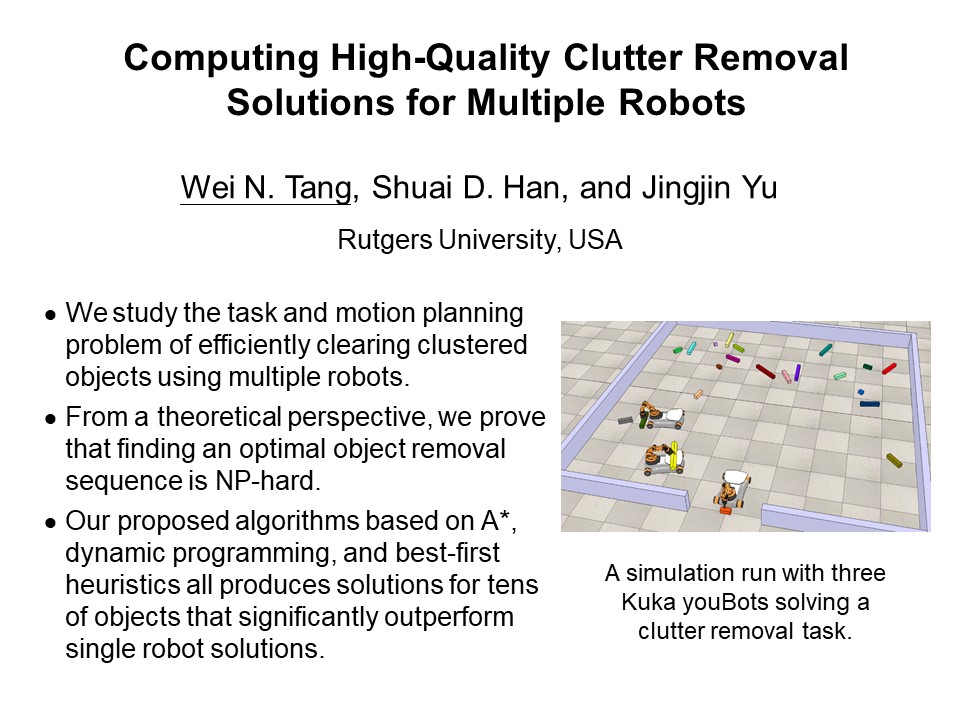 Computing High-Quality Clutter Removal
Solutions for Multiple Robots
Wei N. Tang, Shuai D. Han, and Jingjin Yu
Rutgers University, USA
● We study the task and motion planning
problem of efficiently clearing clustered
objects using multiple robots.
● From a theoretical perspective, we prove
that finding an optimal object removal
sequence is NP-hard.
● Our proposed algorithms based on A*,
dynamic programming, and best-first
heuristics all produces solutions for tens
of objects that significantly outperform
single robot solutions.
A simulation run with three
Kuka youBots solving a
clutter removal task.